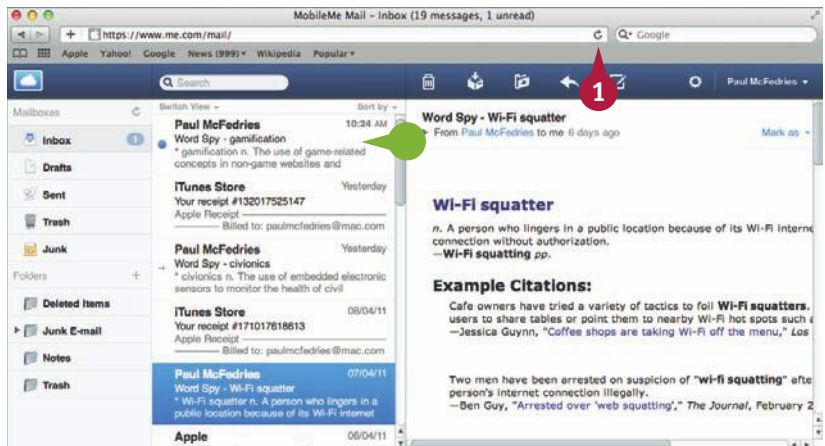 MobileMe Mail – Inbox (19 messages, 1 unread)
https://www.me.com/mail/
Google
Apple Yahoo! Google News (999) Wikipedia Popular
Search
Paul McFedries
1
Mailboxes
Inbox 1
Drafts
Sent
Trash
Junk
Folders +
Deleted Items
Junk E-mail
Notes
Trash
Switch View Sort by
Paul McFedries 10:24 AM
Word Spy - gamification
* gamification n. The use of game-related
concepts in non-game websites and
iTunes Store Yesterday
Your receipt #132017525147
Apple Receipt
Billed to: paulmcfedries@mac.com
Paul McFedries Yesterday
Word Spy - civionics
* civionics n. The use of embedded electronic
sensors to monitor the health of civil
iTunes Store 08/04/11
Your receipt #171017618613
Apple Receipt
Billed to: paulmcfedries@mac.com
Paul McFedries 07/04/11
Word Spy - Wi-Fi squatter
* Wi-Fi squatter n. A person who lingers in a
public location because of its Wi-Fi internet
Apple 06/04/11
Word Spy - Wi-Fi squatter
From Paul McFedries to me 6 days ago Mark as
Wi-Fi squatter
n. A person who lingers in a public location because of its Wi-Fi interne
connection without authorization.
—Wi-Fi squatting pp.
Example Citations:
Cafe owners have tried a variety of tactics to foil Wi-Fi squatters.
users to share tables or point them to nearby Wi-Fi hot spots such
—Jessica Guynn, "Coffee shops are taking Wi-Fi off the menu," Los
Two men have been arrested on suspicion of "wi-fi squatting" afte
person's internet connection illegally.
—Ben Guy, "Arrested over 'web squatting'," The Journal, February 2